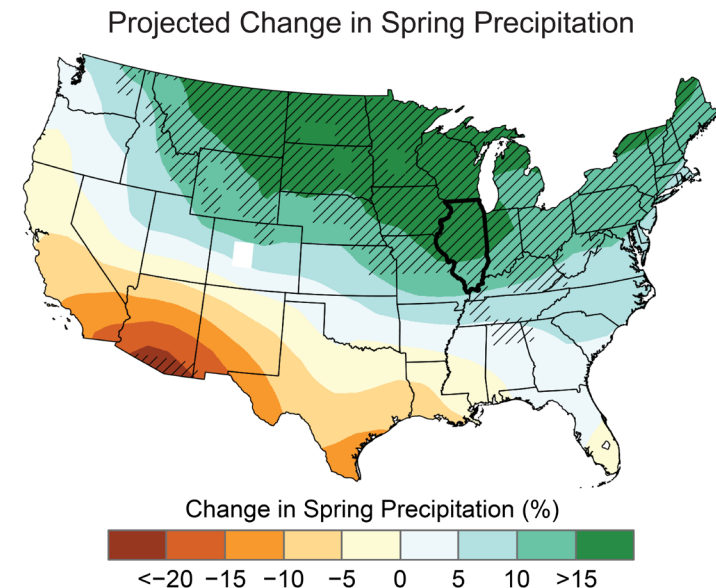 Projected Change in Spring Precipitation
Change in Spring Precipitation (%)
<−20 −15 −10 −5 0 5 10 >15